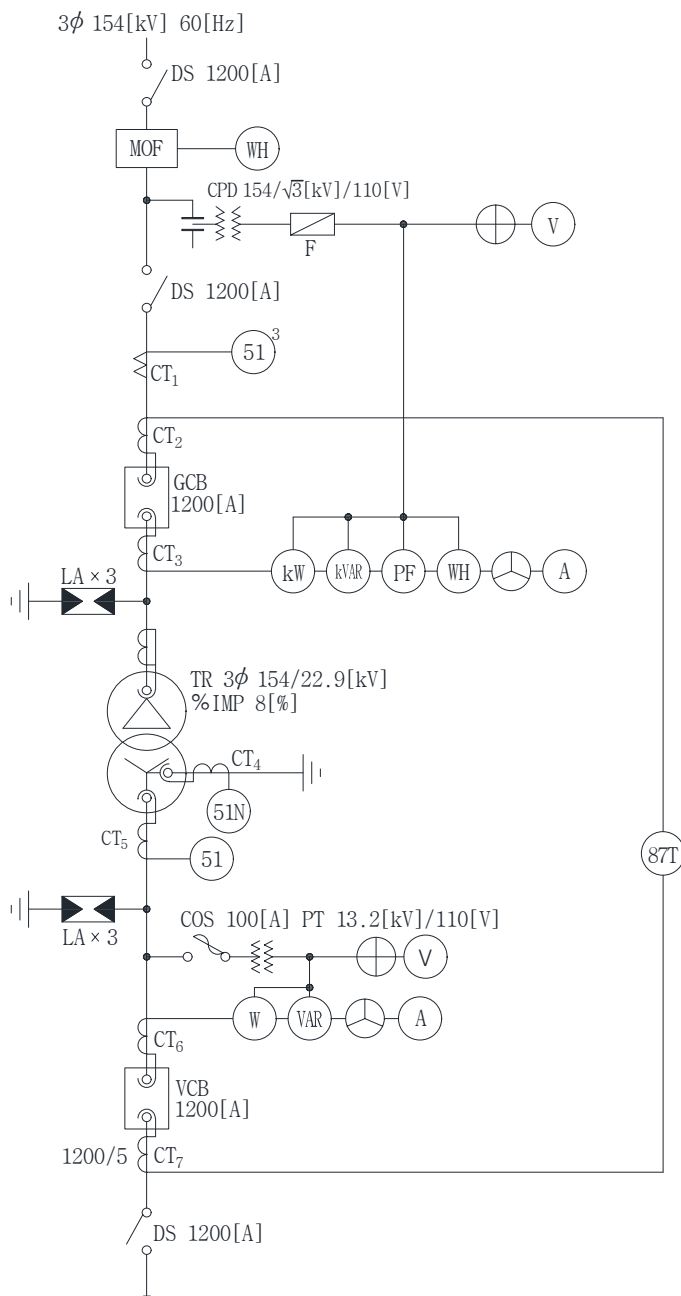 3ϕ 154[kV] 60[Hz]
DS 1200[A]
MOF
WH
CPD 154/√3[kV]/110[V]
F
V
DS 1200[A]
51
3
CT₁
CT₂
GCB
1200[A]
CT₃
kW
kVAR
PF
WH
A
LA×3
TR 3ϕ 154/22.9[kV]
%IMP 8[%]
CT₄
51N
CT₅
51
87T
LA×3
COS 100[A] PT 13.2[kV]/110[V]
V
W
VAR
A
CT₆
VCB
1200[A]
1200/5
CT₇
DS 1200[A]